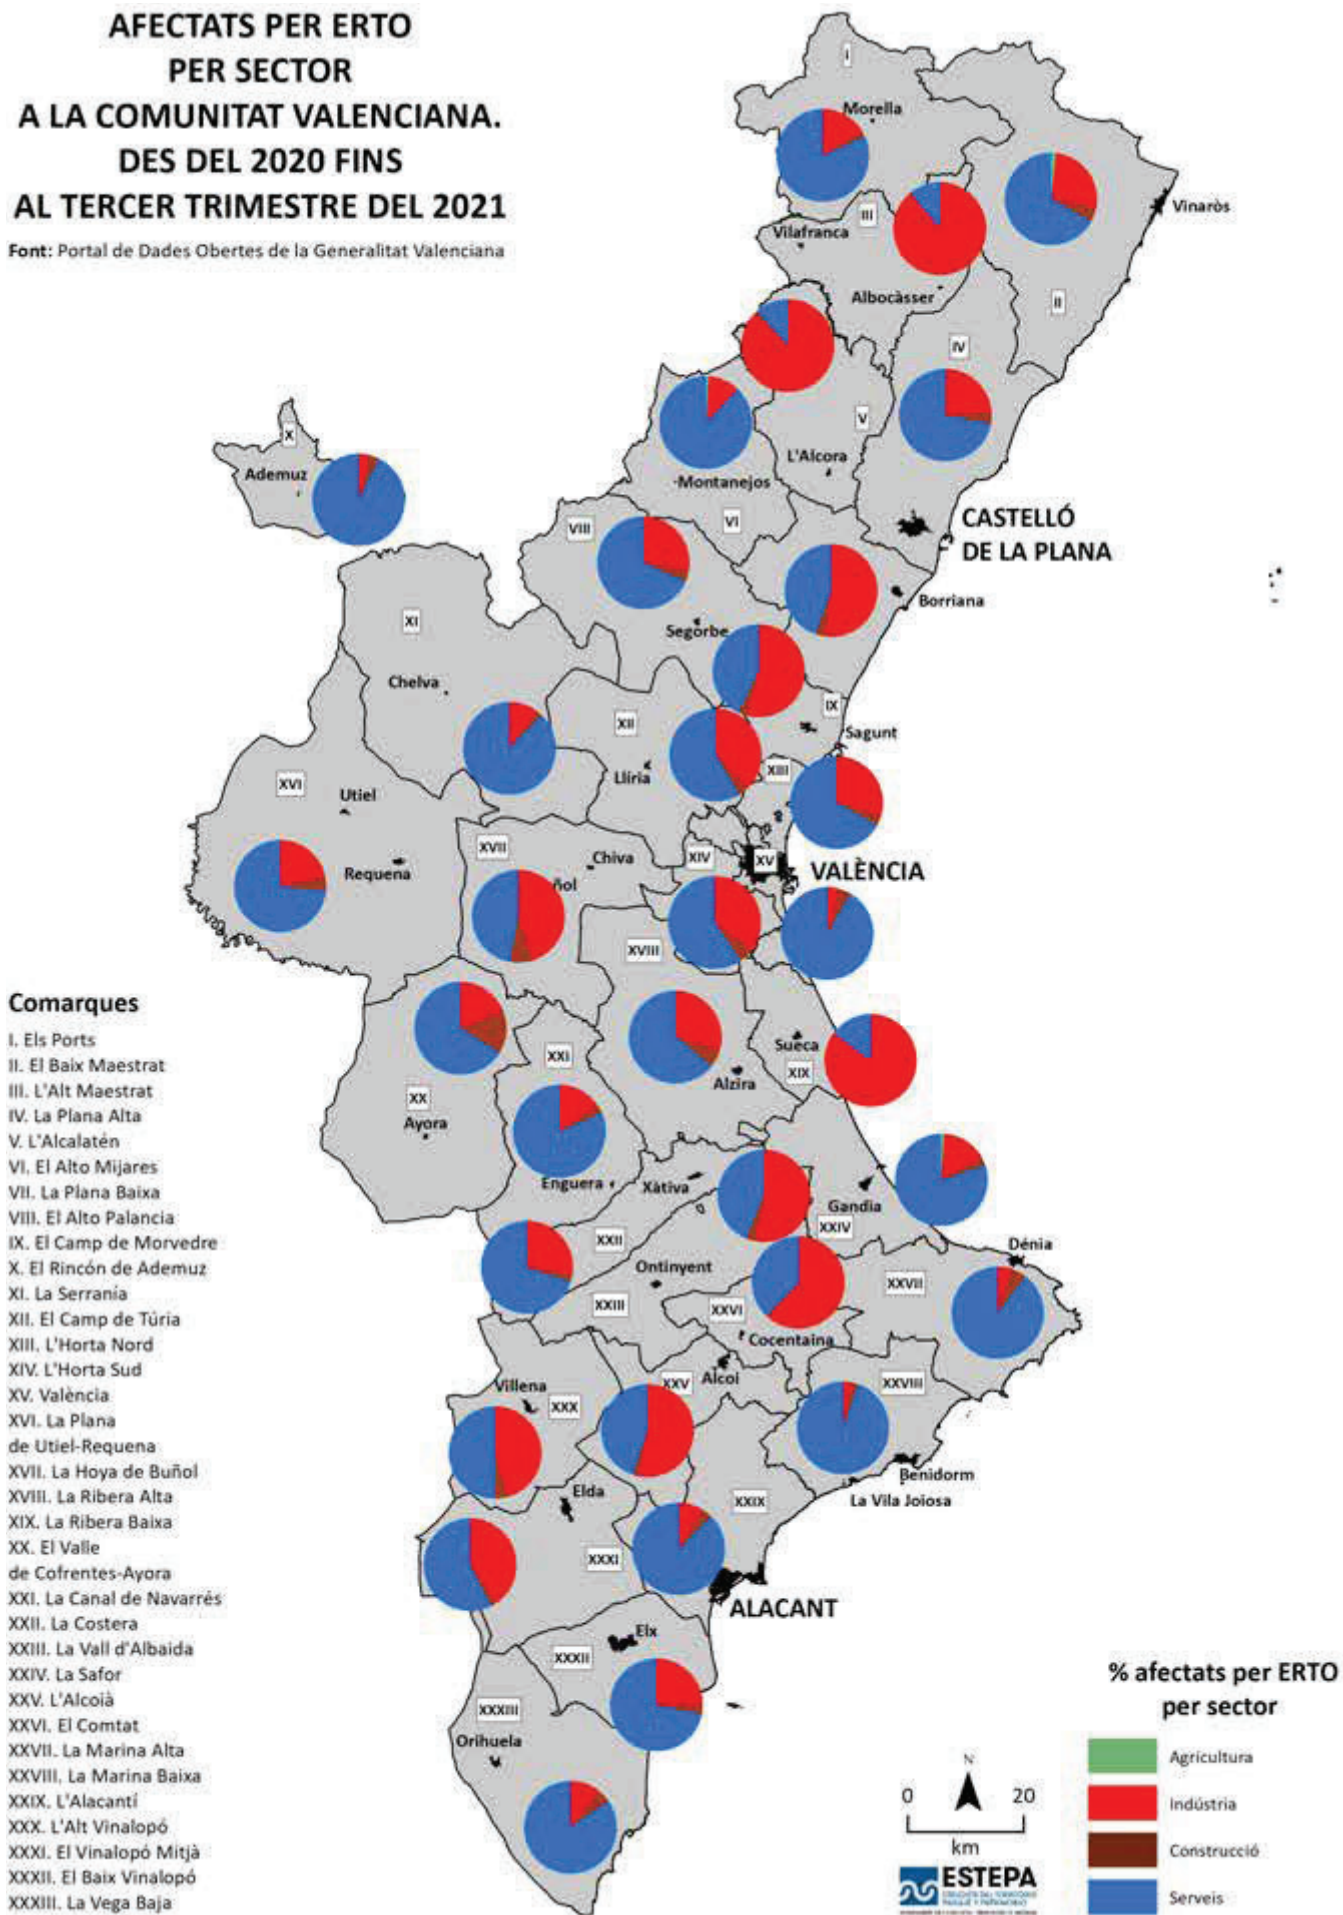 AFECTATS PER ERTO
PER SECTOR
A LA COMUNITAT VALENCIANA.
DES DEL 2020 FINS
AL TERCER TRIMESTRE DEL 2021
Font: Portal de Dades Obertes de la Generalitat Valenciana
I
Morella
Vinaròs
III
Vilafranca
Albocàsser
II
IV
V
X
Ademuz
L'Alcora
Montanejos
VI
VIII
CASTELLÓ
DE LA PLANA
Borriana
XI
Segorbe
Chelva
IX
XII
Sagunt
Llíria
XIII
XVI
Utiel
XVII
Chiva
XIV
XV
VALÈNCIA
Requena
ñol
XVIII
Sueca
XXI
XIX
Alzira
XX
Ayora
Enguera
Xàtiva
Gandia
XXIV
XXII
Dénia
Ontinyent
XXVII
XXIII
XXVI
Cocentaina
Alcoi
XXV
XXVIII
Villena
XXX
Benidorm
La Vila Joiosa
Elda
XXIX
XXXI
ALACANT
Elx
XXXII
XXXIII
Orihuela
Comarques
I. Els Ports
II. El Baix Maestrat
III. L'Alt Maestrat
IV. La Plana Alta
V. L'Alcalatén
VI. El Alto Mijares
VII. La Plana Baixa
VIII. El Alto Palancia
IX. El Camp de Morvedre
X. El Rincón de Ademuz
XI. La Serranía
XII. El Camp de Túria
XIII. L'Horta Nord
XIV. L'Horta Sud
XV. València
XVI. La Plana
de Utiel-Requena
XVII. La Hoya de Buñol
XVIII. La Ribera Alta
XIX. La Ribera Baixa
XX. El Valle
de Cofrentes-Ayora
XXI. La Canal de Navarrés
XXII. La Costera
XXIII. La Vall d'Albaida
XXIV. La Safor
XXV. L'Alcoià
XXVI. El Comtat
XXVII. La Marina Alta
XXVIII. La Marina Baixa
XXIX. L'Alacantí
XXX. L'Alt Vinalopó
XXXI. El Vinalopó Mitjà
XXXII. El Baix Vinalopó
XXXIII. La Vega Baja
% afectats per ERTO
per sector
Agricultura
Indústria
Construcció
Serveis
N
0 20
km
ESTEPA